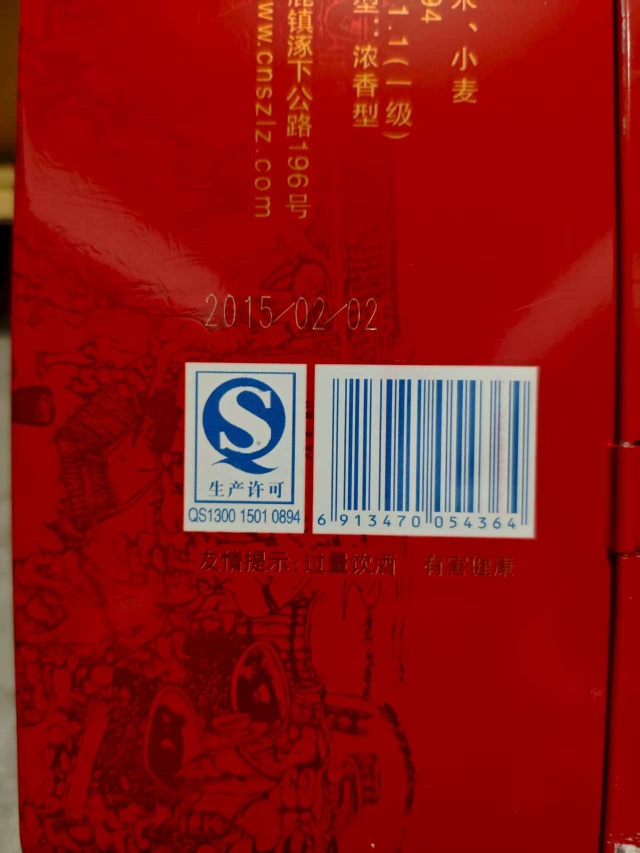 米、小麦
94
1.1(一级)
型:浓香型
鹿镇涿下公路196号
www.cnszlz.com
2015/02/02
QS
生产许可
QS1300 1501 0894
6 913470 054364
友情提示:过量饮酒 有害健康